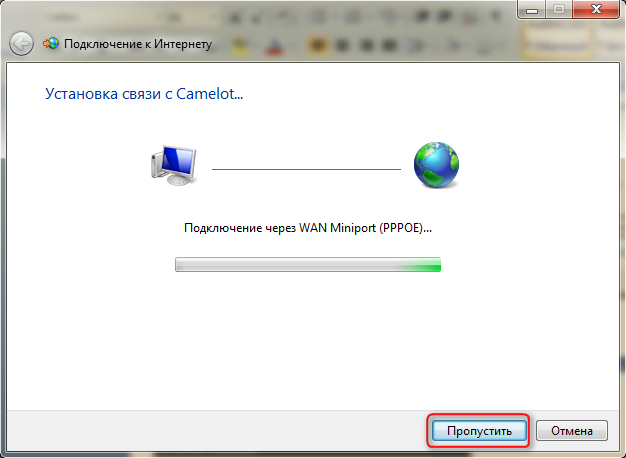 Подключение к Интернету
Установка связи с Camelot...
Подключение через WAN Miniport (PPPOE)...
Пропустить
Отмена